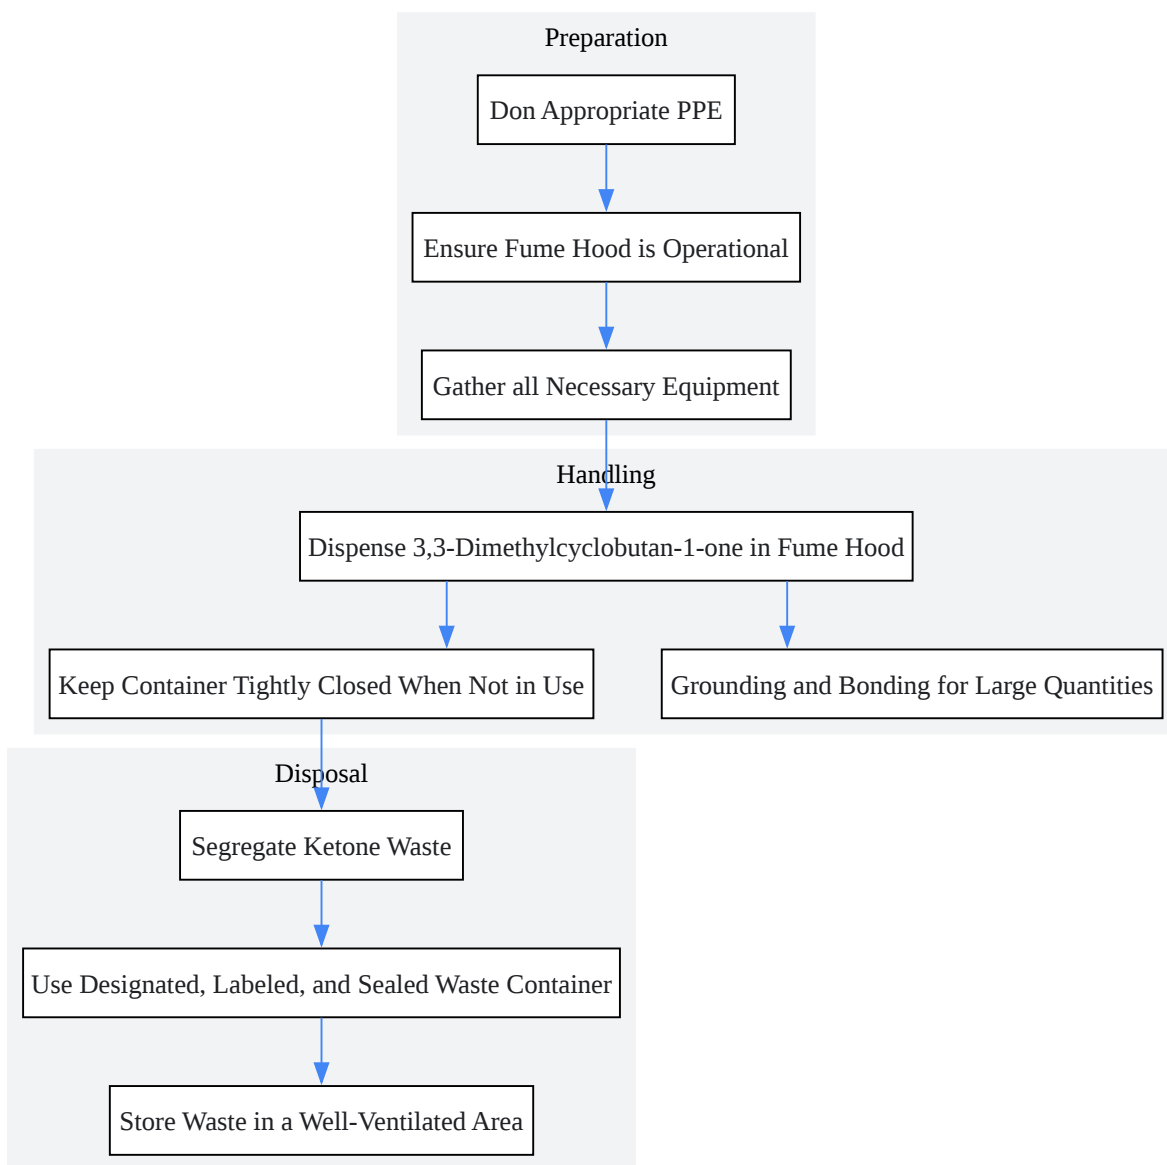 Preparation
Don Appropriate PPE
Ensure Fume Hood is Operational
Gather all Necessary Equipment
Handling
Dispense 3,3-Dimethylcyclobutan-1-one in Fume Hood
Keep Container Tightly Closed When Not in Use
Grounding and Bonding for Large Quantities
Disposal
Segregate Ketone Waste
Use Designated, Labeled, and Sealed Waste Container
Store Waste in a Well-Ventilated Area